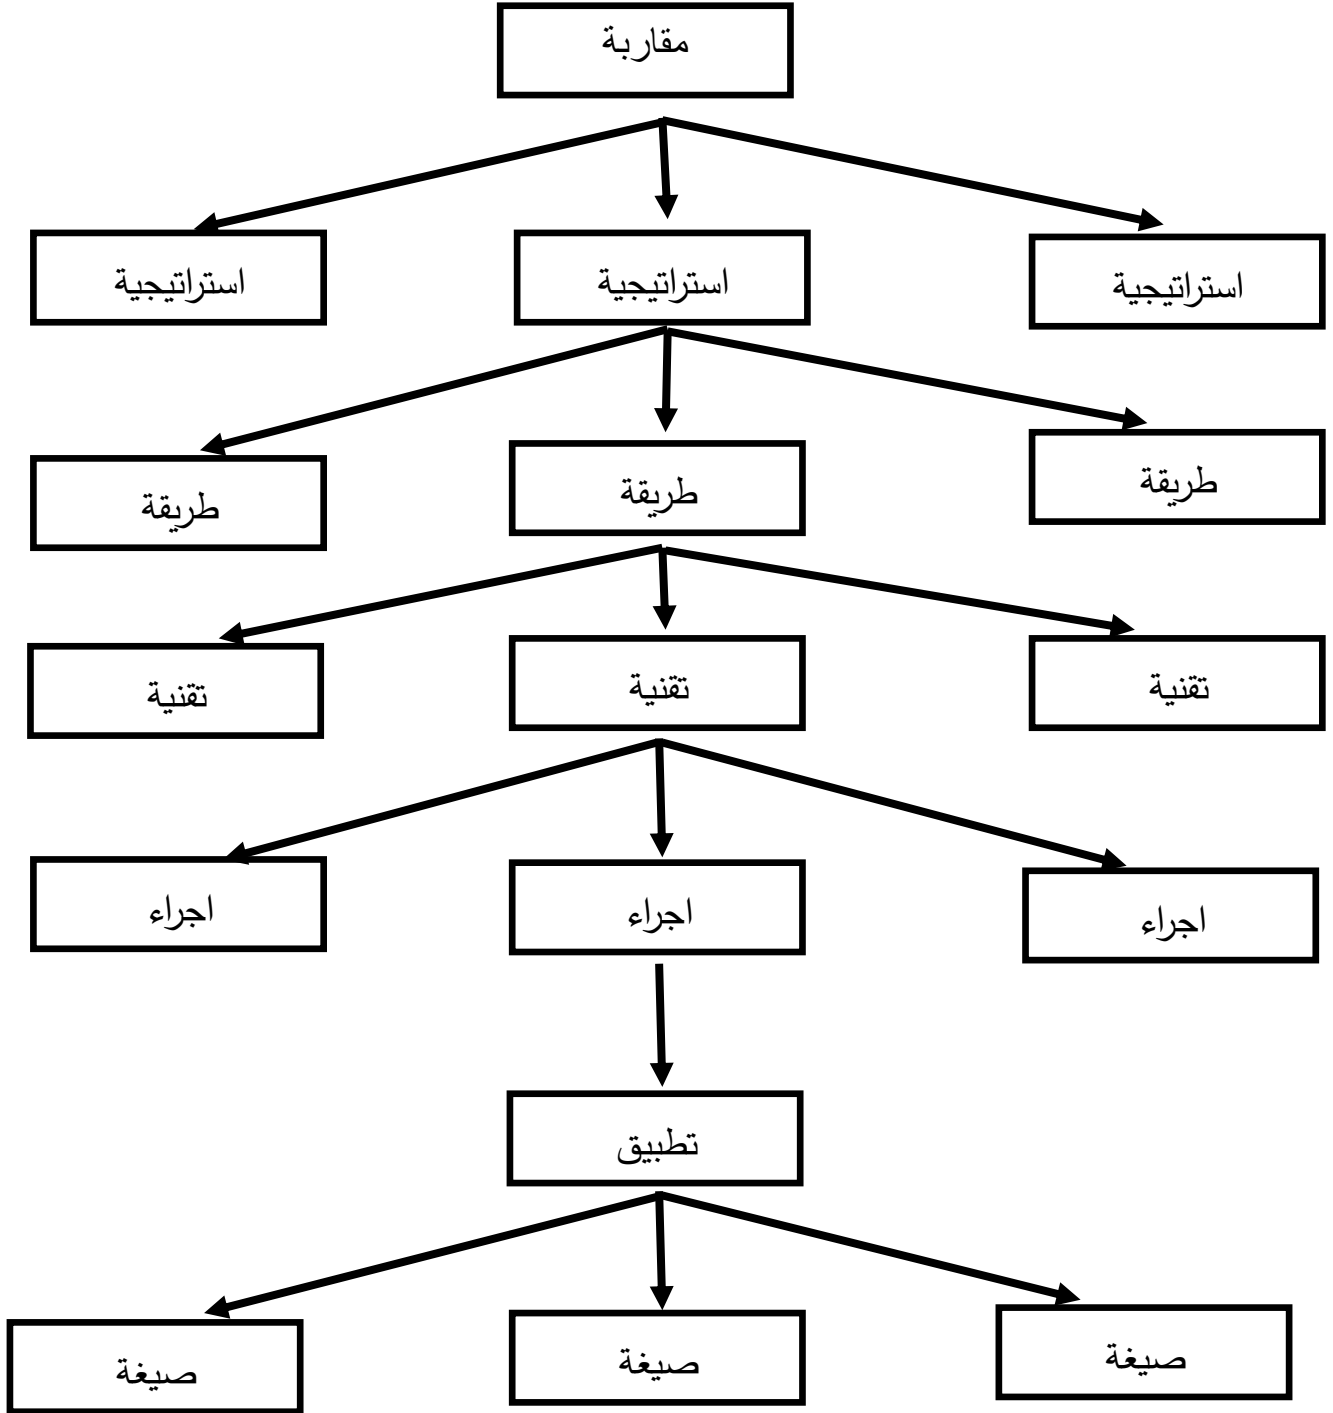 مقاربة
استراتيجية
استراتيجية
استراتيجية
طريقة
طريقة
طريقة
تقنية
تقنية
تقنية
اجراء
اجراء
اجراء
تطبيق
صيغة
صيغة
صيغة